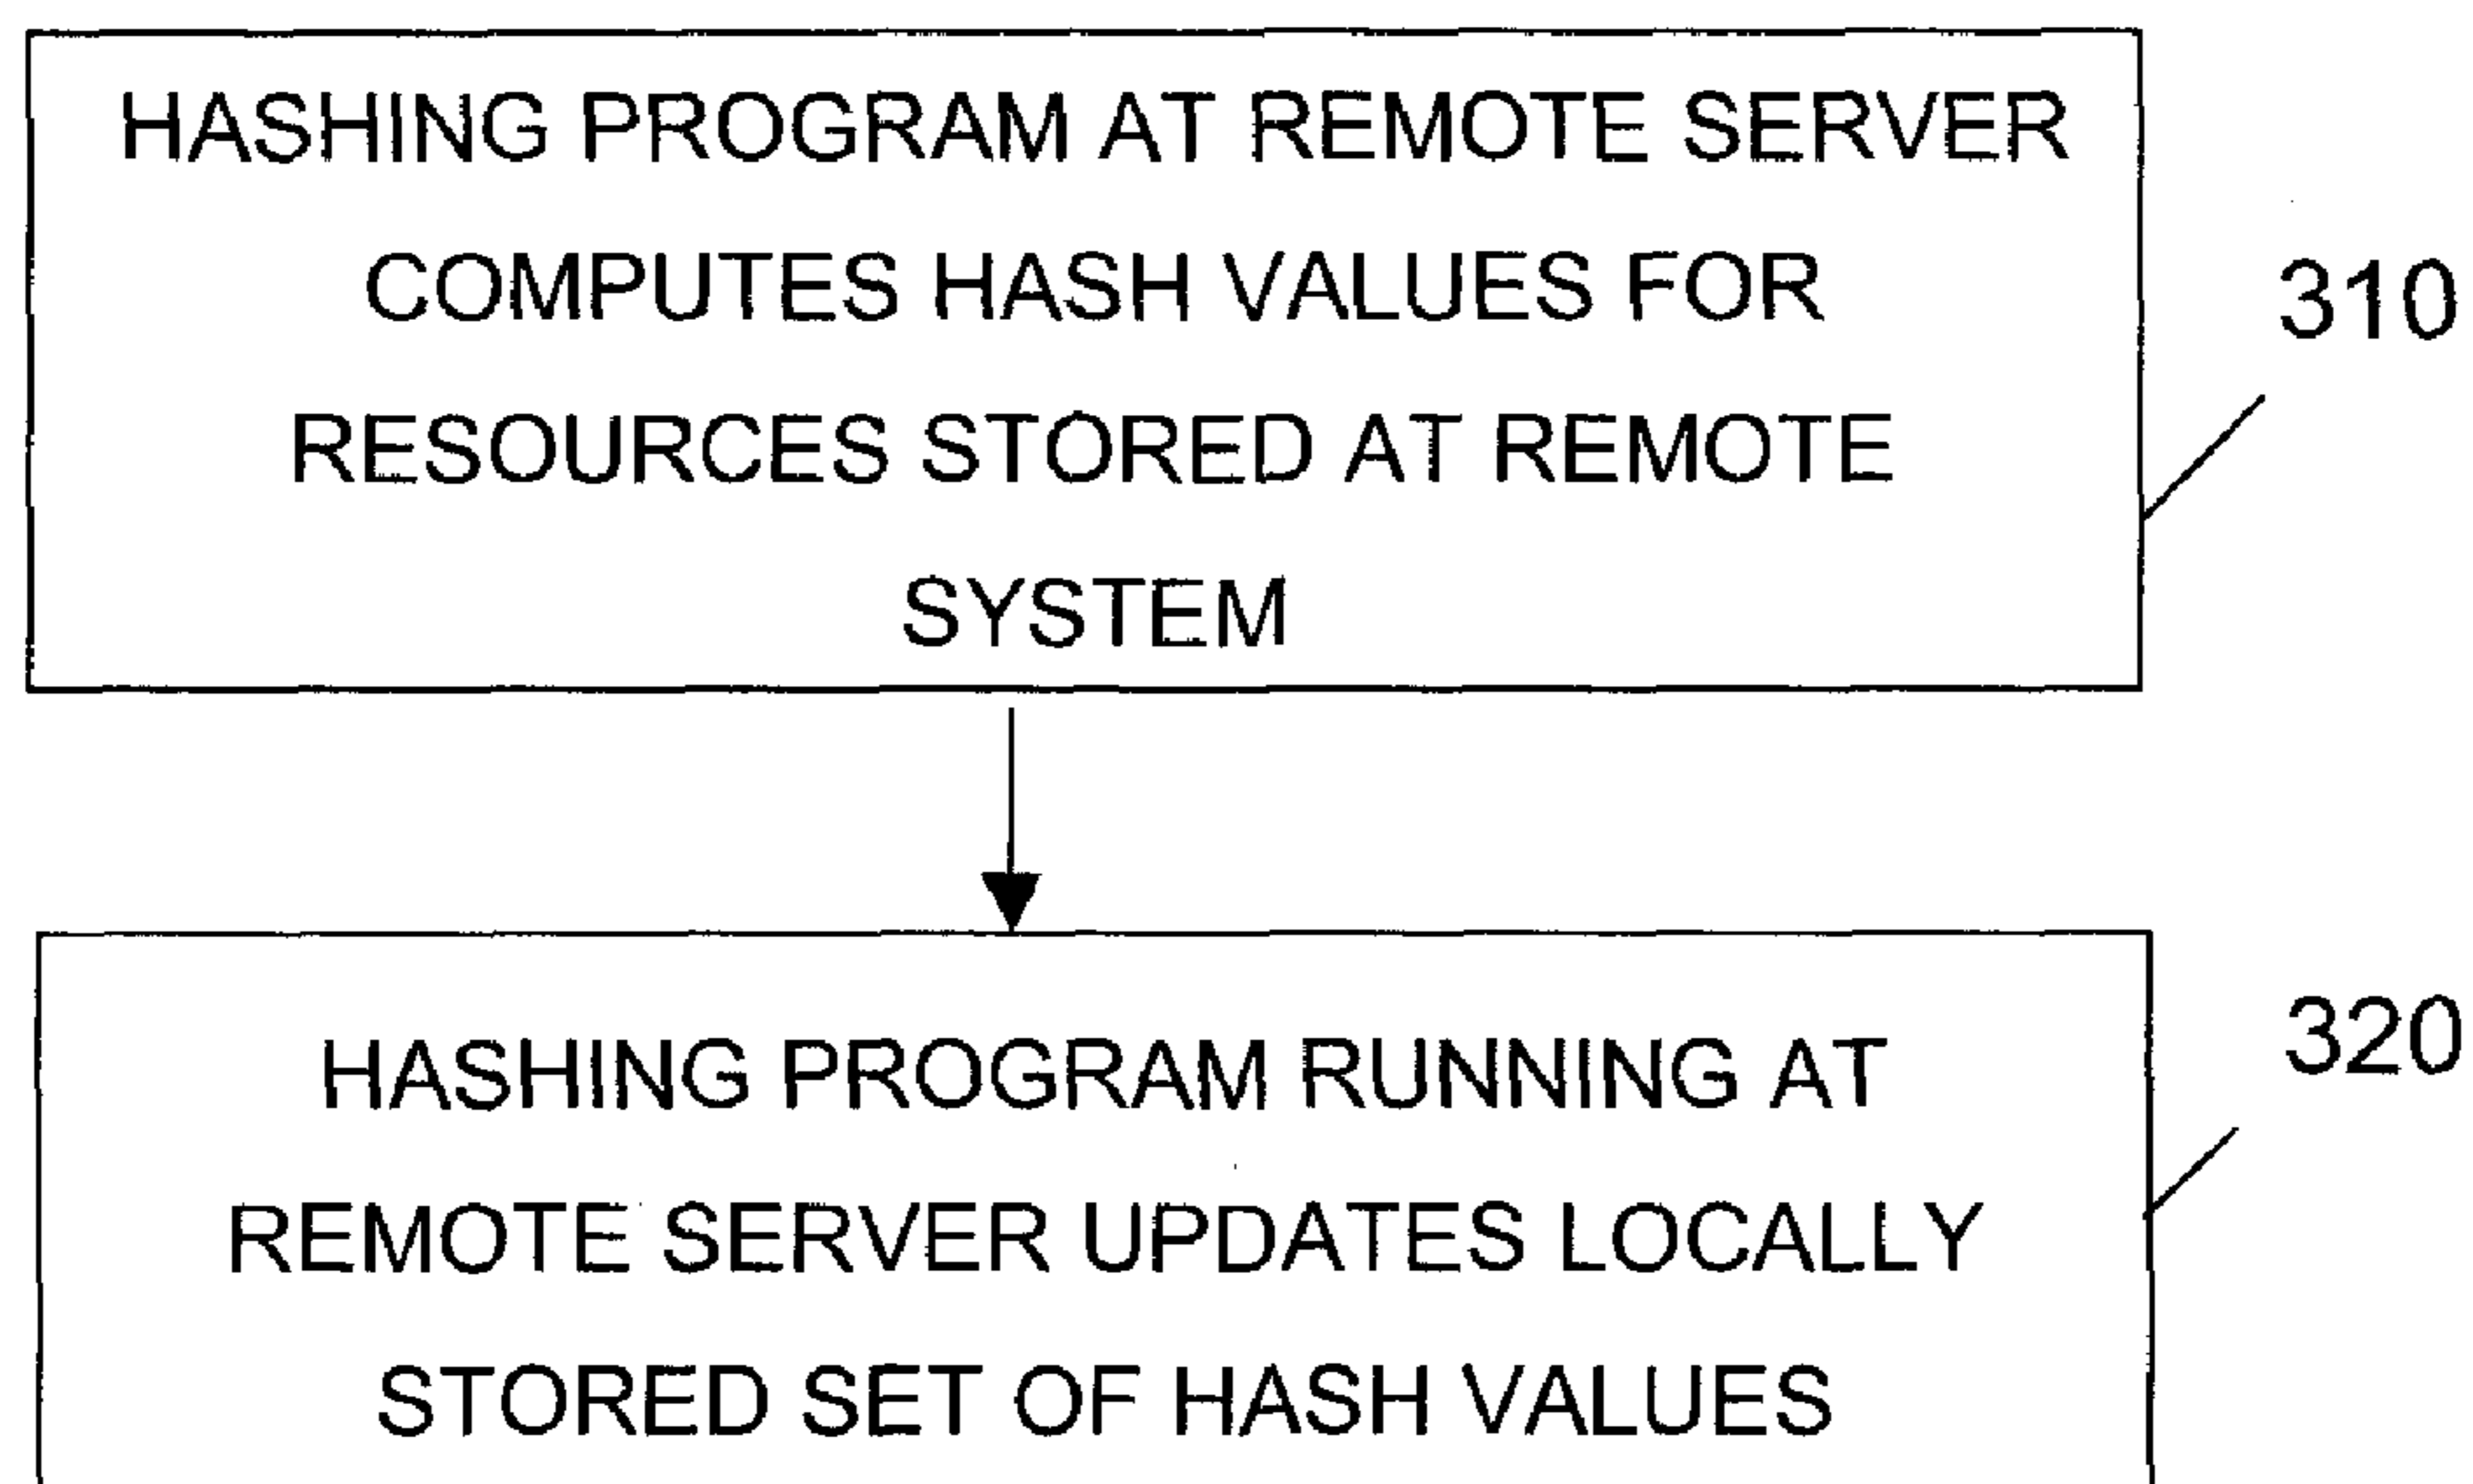 HASHING PROGRAM AT REMOTE SERVER
COMPUTES HASH VALUES FOR
RESOURCES STORED AT REMOTE
SYSTEM
310
HASHING PROGRAM RUNNING AT
REMOTE SERVER UPDATES LOCALLY
STORED SET OF HASH VALUES
320